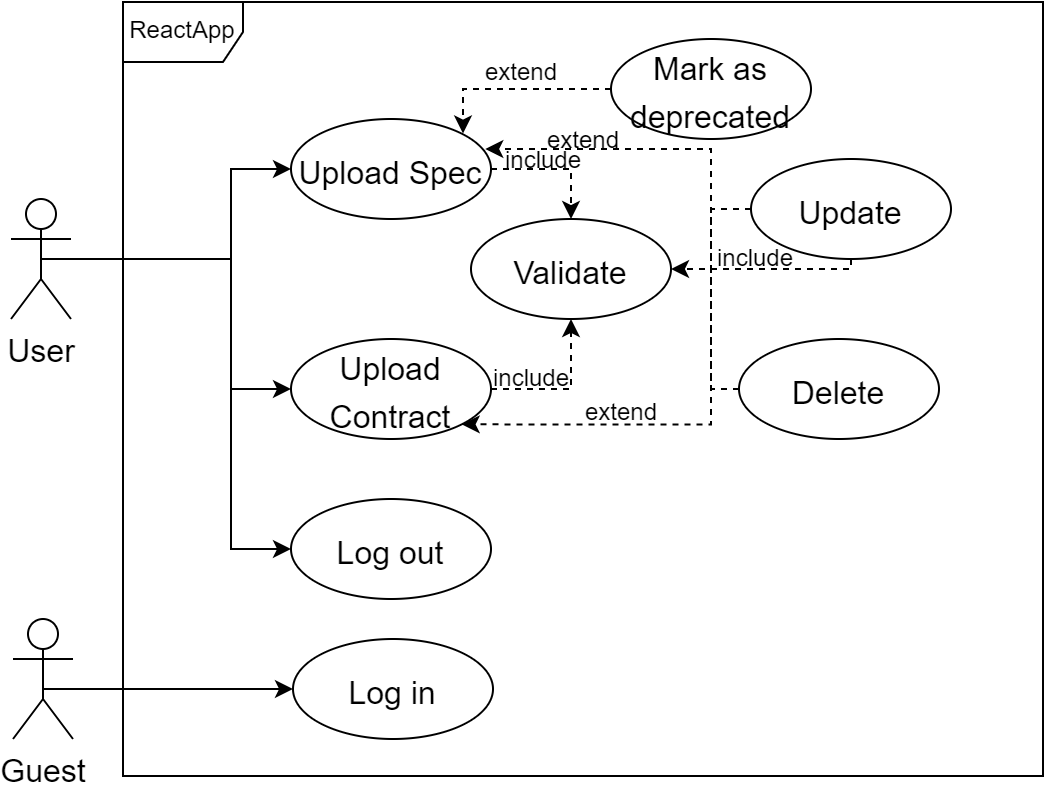 ReactApp
extend
Mark as
deprecated
extend
include
Upload Spec
Update
include
Validate
User
Upload
Contract
include
extend
Delete
Log out
Log in
Guest